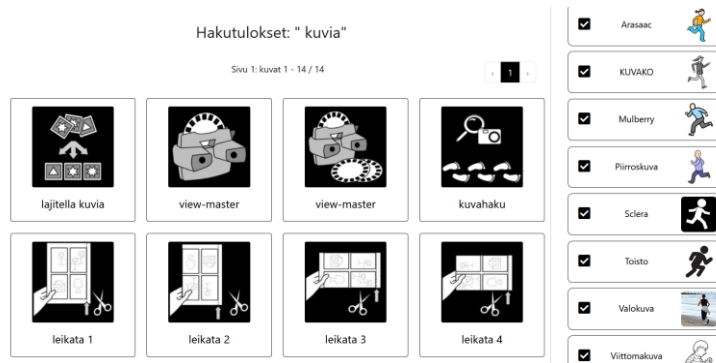 Hakutulokset: " kuvia"
Sivu 1: kuvat 1 - 14 / 14
‹ 1 ›
lajitella kuvia
view-master
view-master
kuvahaku
leikata 1
leikata 2
leikata 3
leikata 4
Arasaac
KUVAKO
Mulberry
Piirroskuva
Sclera
Toisto
Valokuva
Viittomakuva